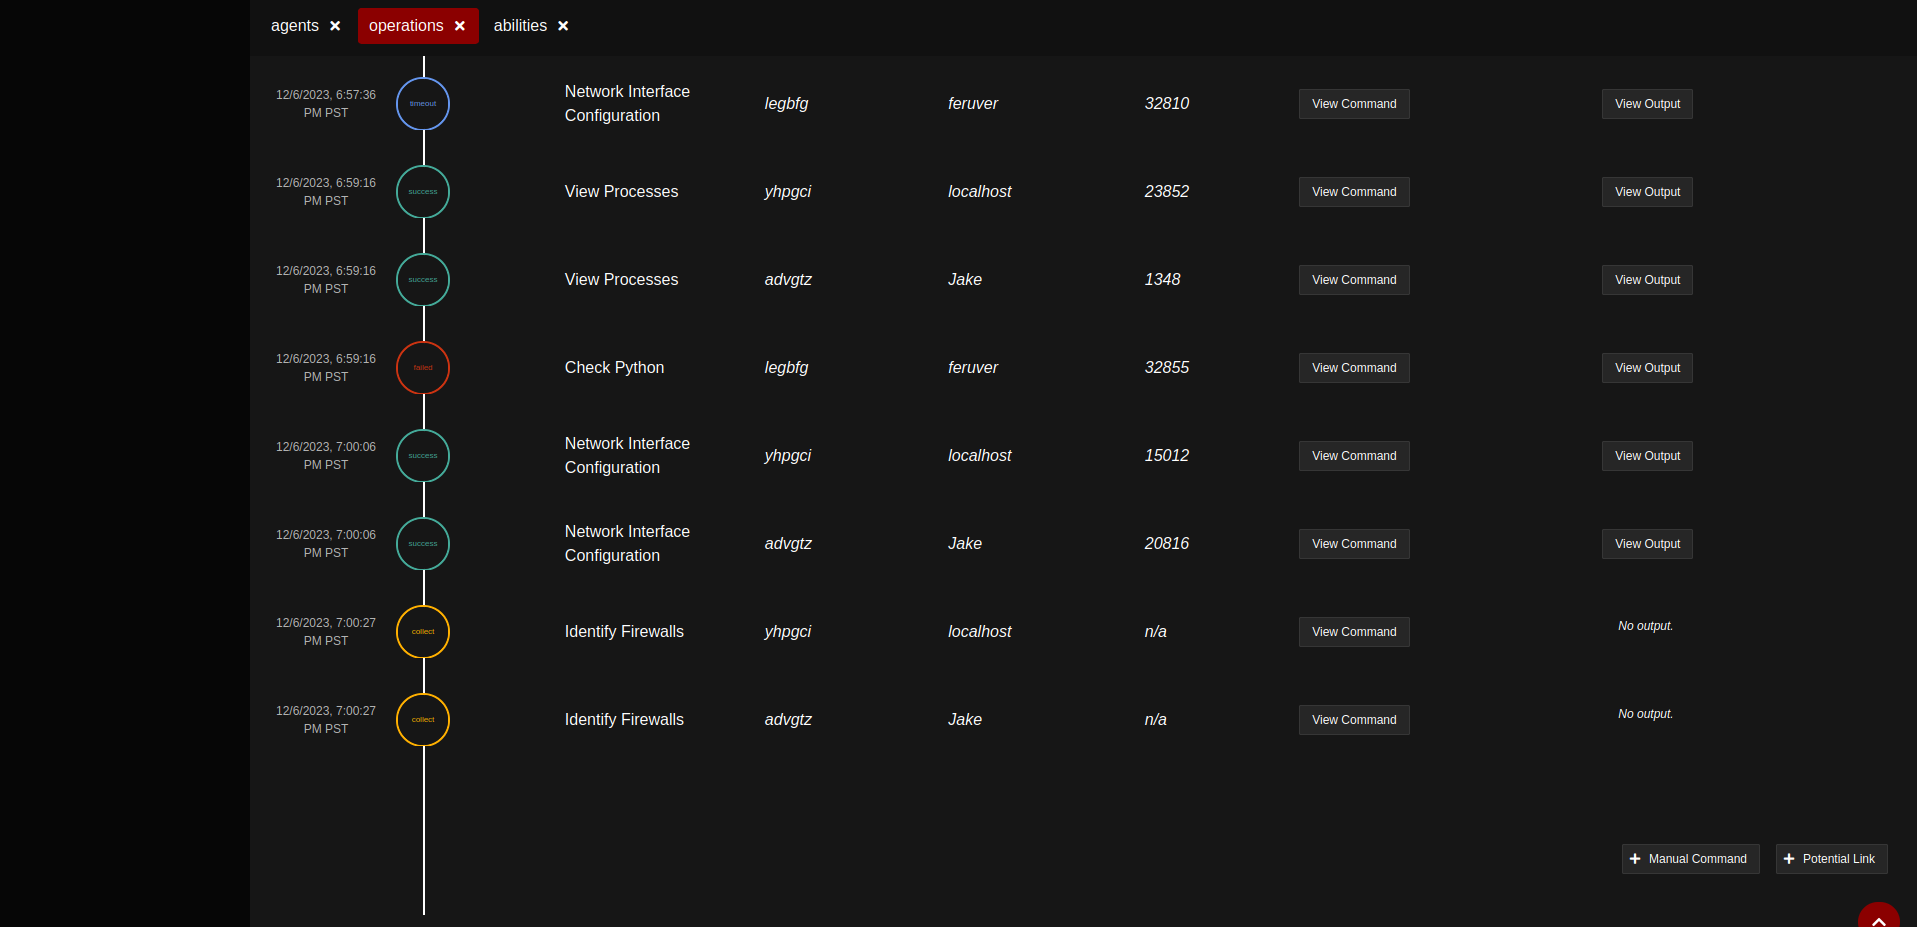 agents operations abilities
12/6/2023, 6:57:36
PM PST
timeout
Network Interface
Configuration
legbfg
feruver
32810
View Command
View Output
12/6/2023, 6:59:16
PM PST
success
View Processes
yhpgci
localhost
23852
View Command
View Output
12/6/2023, 6:59:16
PM PST
success
View Processes
advgtz
Jake
1348
View Command
View Output
12/6/2023, 6:59:16
PM PST
failed
Check Python
legbfg
feruver
32855
View Command
View Output
12/6/2023, 7:00:06
PM PST
success
Network Interface
Configuration
yhpgci
localhost
15012
View Command
View Output
12/6/2023, 7:00:06
PM PST
success
Network Interface
Configuration
advgtz
Jake
20816
View Command
View Output
12/6/2023, 7:00:27
PM PST
collect
Identify Firewalls
yhpgci
localhost
n/a
View Command
No output.
12/6/2023, 7:00:27
PM PST
collect
Identify Firewalls
advgtz
Jake
n/a
View Command
No output.
Manual Command
Potential Link